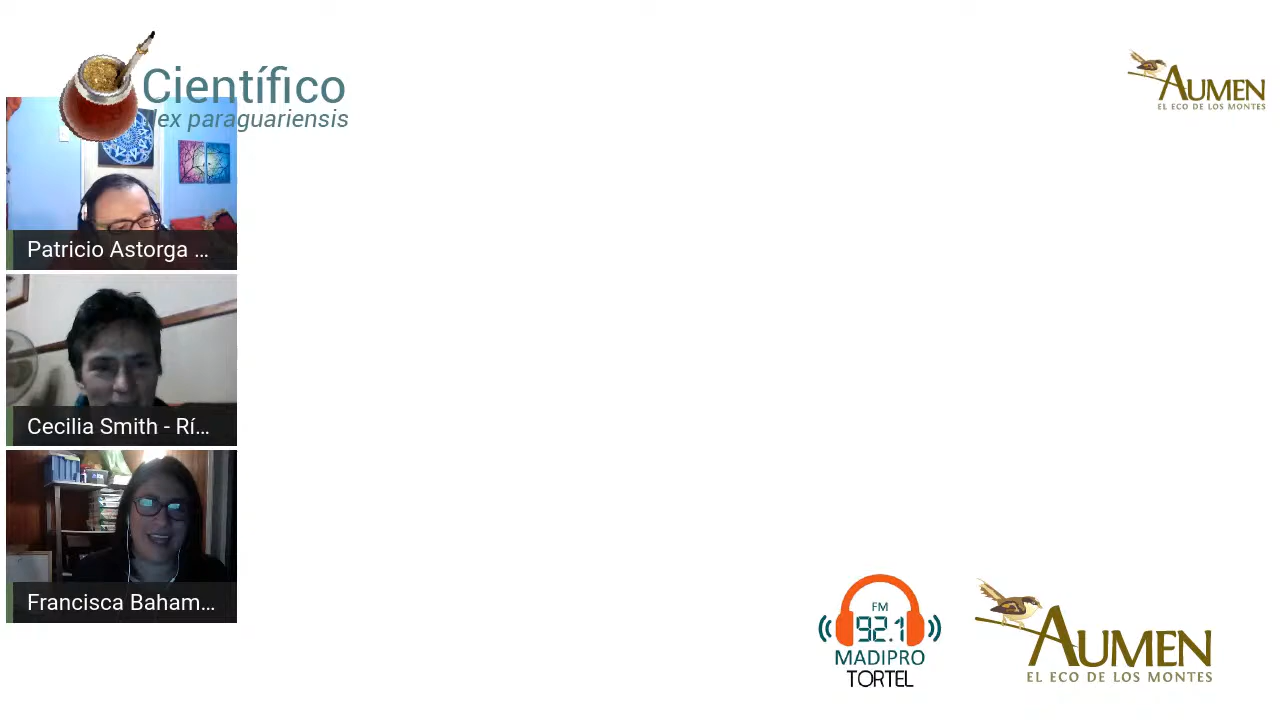 Científico
Ilex paraguariensis
AUMEN
EL ECO DE LOS MONTES
Patricio Astorga ...
Cecilia Smith - Rí...
Francisca Baham...
FM
92.1
MADIPRO
TORTEL
AUMEN
EL ECO DE LOS MONTES